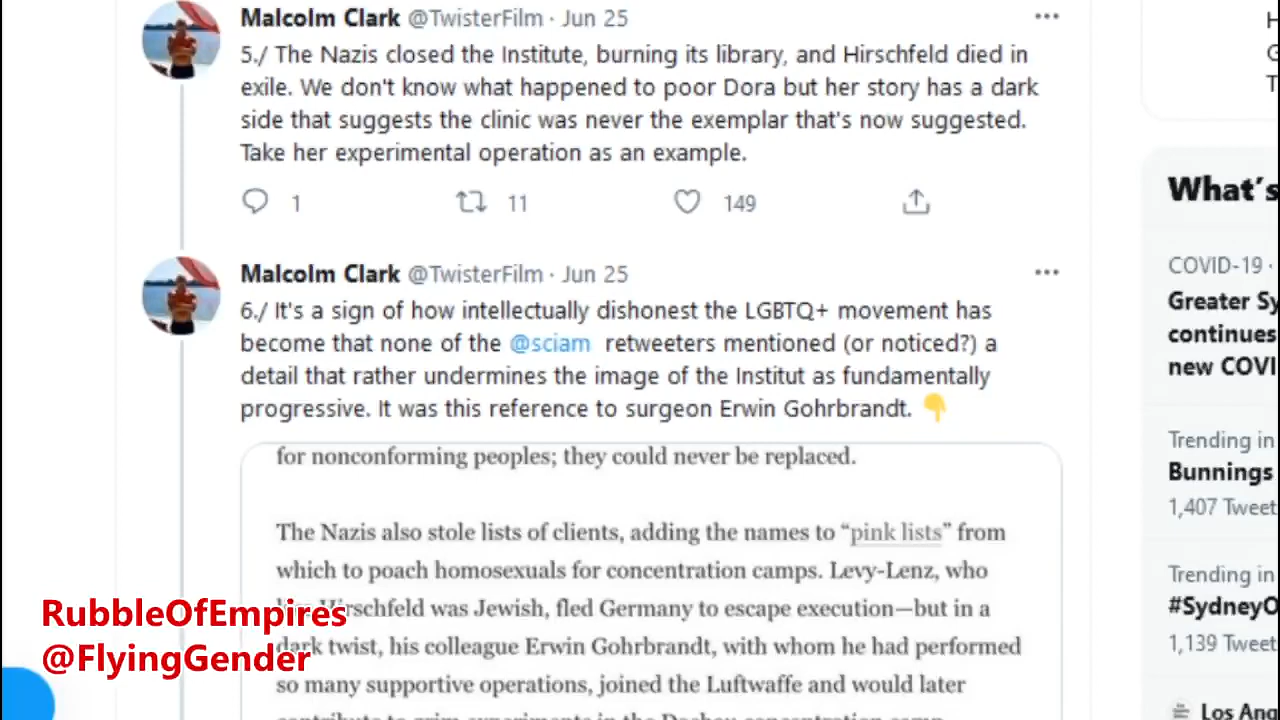 Malcolm Clark @TwisterFilm · Jun 25
5./ The Nazis closed the Institute, burning its library, and Hirschfeld died in
exile. We don't know what happened to poor Dora but her story has a dark
side that suggests the clinic was never the exemplar that's now suggested.
Take her experimental operation as an example.
1 11 149
Malcolm Clark @TwisterFilm · Jun 25
6./ It's a sign of how intellectually dishonest the LGBTQ+ movement has
become that none of the @sciam retweeters mentioned (or noticed?) a
detail that rather undermines the image of the Institut as fundamentally
progressive. It was this reference to surgeon Erwin Gohrbrandt. 👇
for nonconforming peoples; they could never be replaced.
The Nazis also stole lists of clients, adding the names to “pink lists” from
which to poach homosexuals for concentration camps. Levy-Lenz, who
Hirschfeld was Jewish, fled Germany to escape execution—but in a
dark twist, his colleague Erwin Gohrbrandt, with whom he had performed
so many supportive operations, joined the Luftwaffe and would later
RubbleOfEmpires
@FlyingGender
What's
COVID-19 ·
Greater Sy
continues
new COVI
Trending in
Bunnings
1,407 Tweet
Trending in
#SydneyO
1,139 Tweet
Los Ang